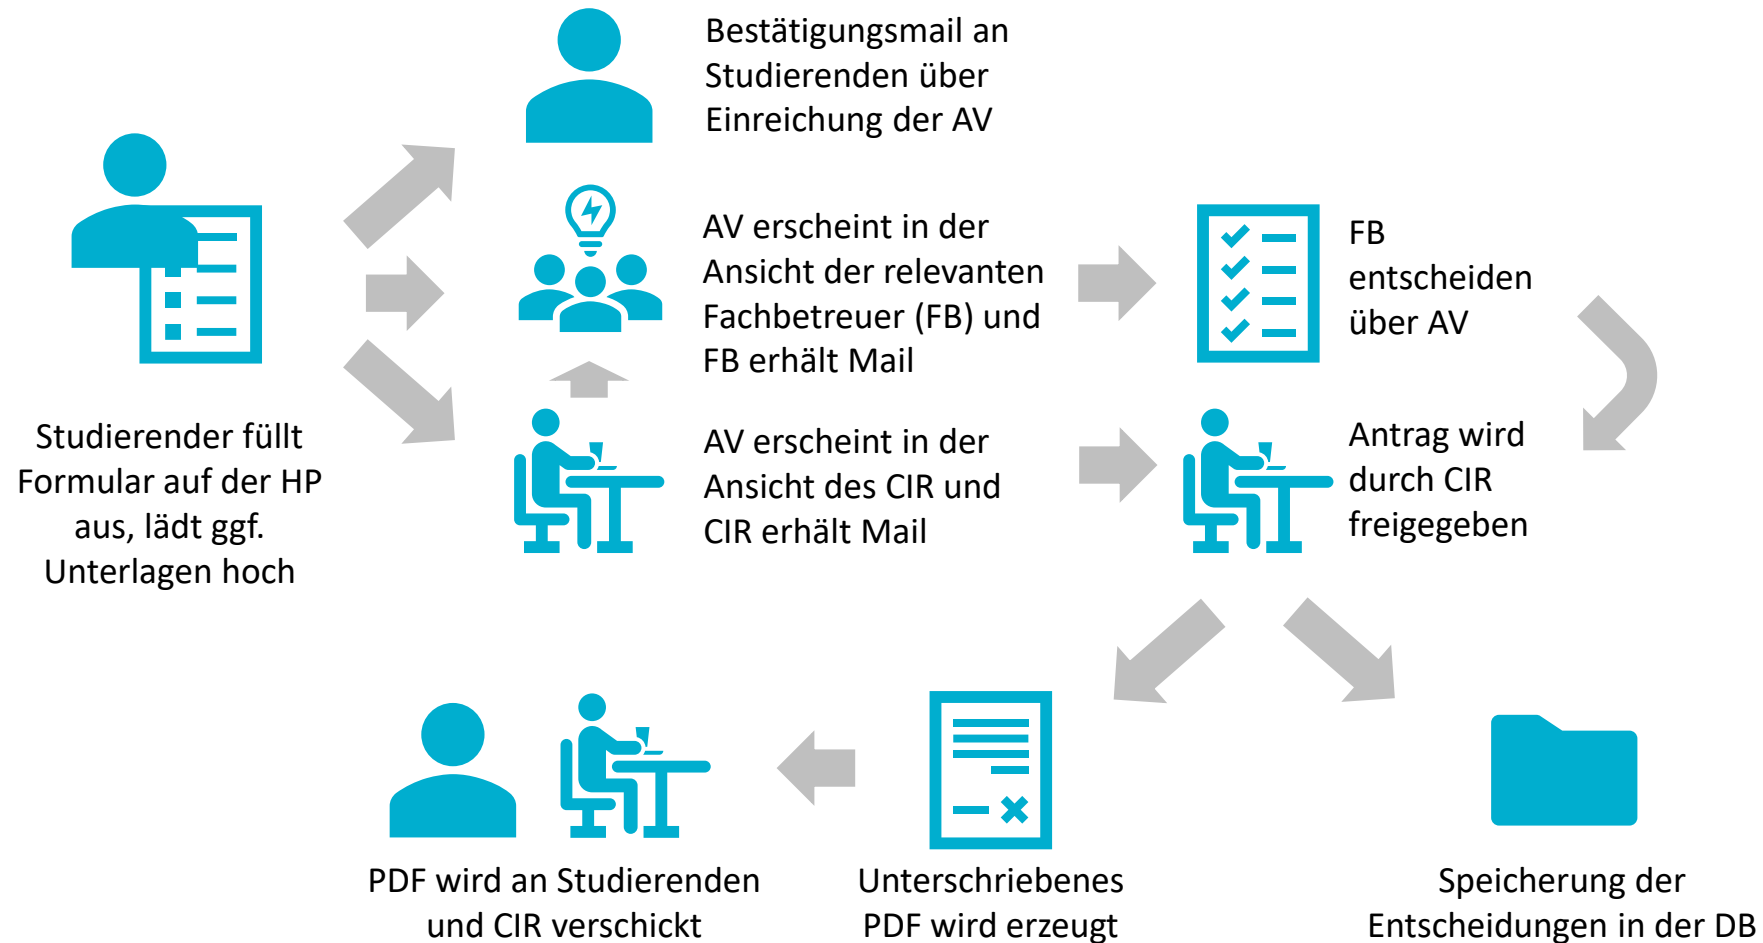 Bestätigungsmail an
Studierenden über
Einreichung der AV
Studierender füllt
Formular auf der HP
aus, lädt ggf.
Unterlagen hoch
AV erscheint in der
Ansicht der relevanten
Fachbetreuer (FB) und
FB erhält Mail
FB
entscheiden
über AV
AV erscheint in der
Ansicht des CIR und
CIR erhält Mail
Antrag wird
durch CIR
freigegeben
PDF wird an Studierenden
und CIR verschickt
Unterschriebenes
PDF wird erzeugt
Speicherung der
Entscheidungen in der DB